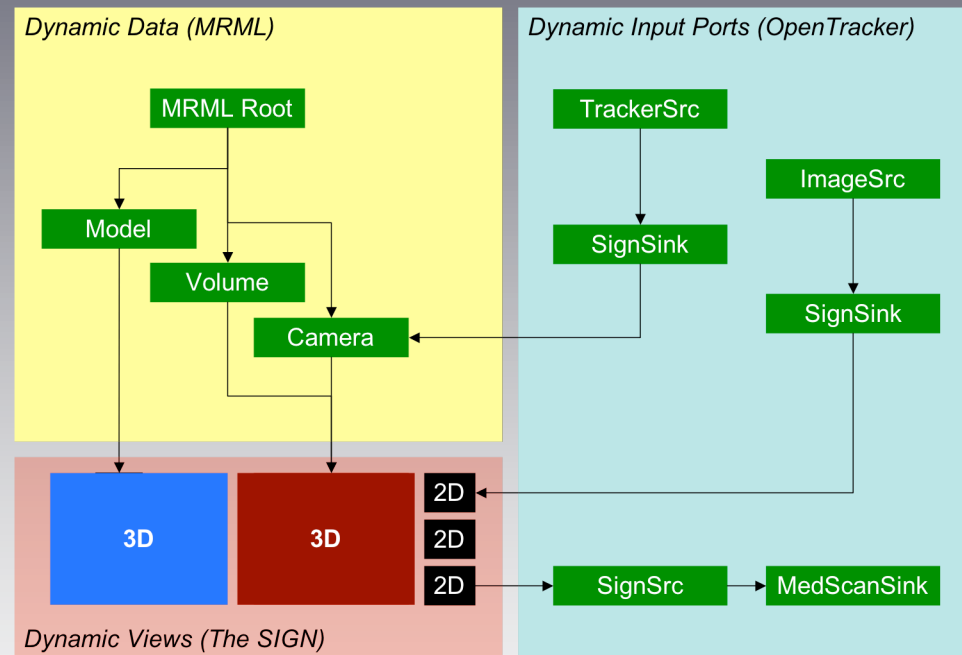 Dynamic Data (MRML)
MRML Root
Model
Volume
Camera
Dynamic Input Ports (OpenTracker)
TrackerSrc
ImageSrc
SignSink
SignSink
3D
3D
2D
2D
2D
SignSrc
MedScanSink
Dynamic Views (The SIGN)